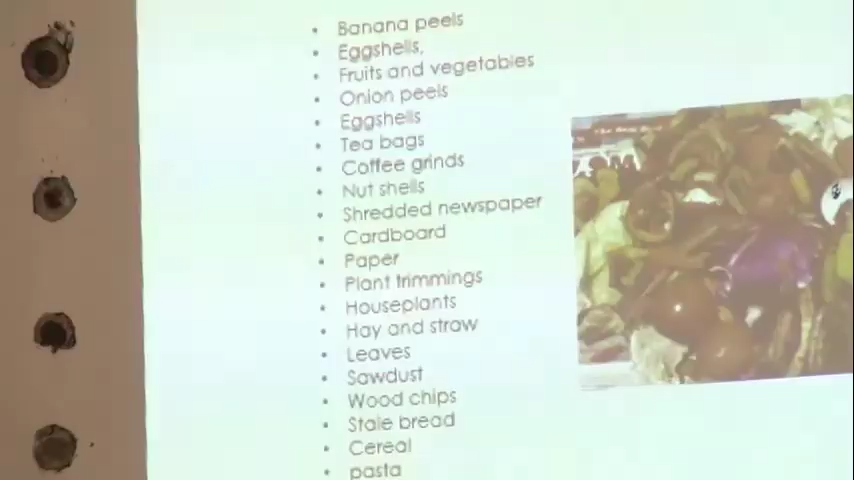 • Banana peels
• Eggshells,
• Fruits and vegetables
• Onion peels
• Eggshells
• Tea bags
• Coffee grinds
• Nut shells
• Shredded newspaper
• Cardboard
• Paper
• Plant trimmings
• Houseplants
• Hay and straw
• Leaves
• Sawdust
• Wood chips
• Stale bread
• Cereal
• pasta